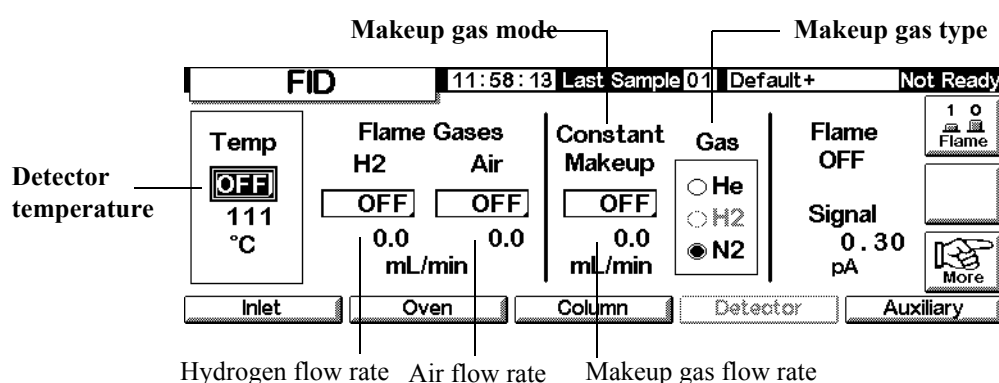 Makeup gas mode Makeup gas type
FID 11:58:13 Last Sample 01 Default+ Not Ready
Temp Flame Gases Constant Gas Flame 1 0
H2 Air Makeup OFF Flame
Detector OFF OFF OFF OFF He
temperature 111 H2 Signal
°C 0.0 0.0 0.0 N2 0.30
mL/min mL/min pA More
Inlet Oven Column Detector Auxiliary
Hydrogen flow rate Air flow rate Makeup gas flow rate